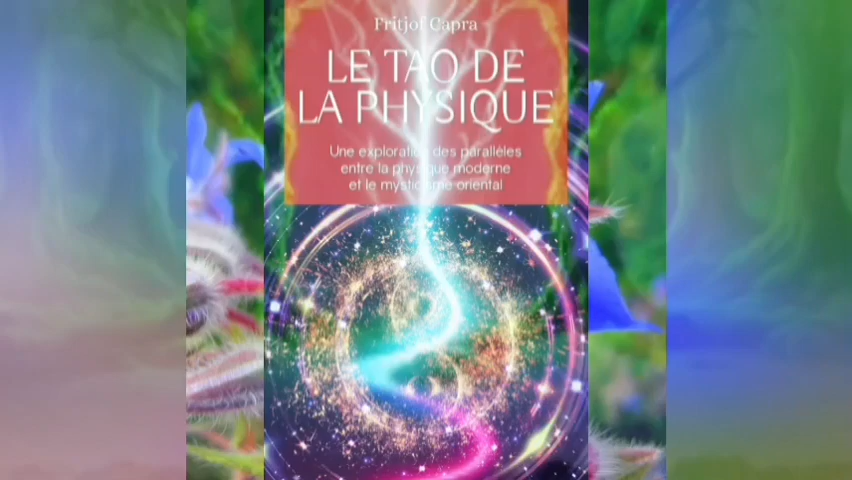 Fritjof Capra
LE TAO DE
LA PHYSIQUE
Une exploration des parallèles
entre la physique moderne
et le mysticisme oriental